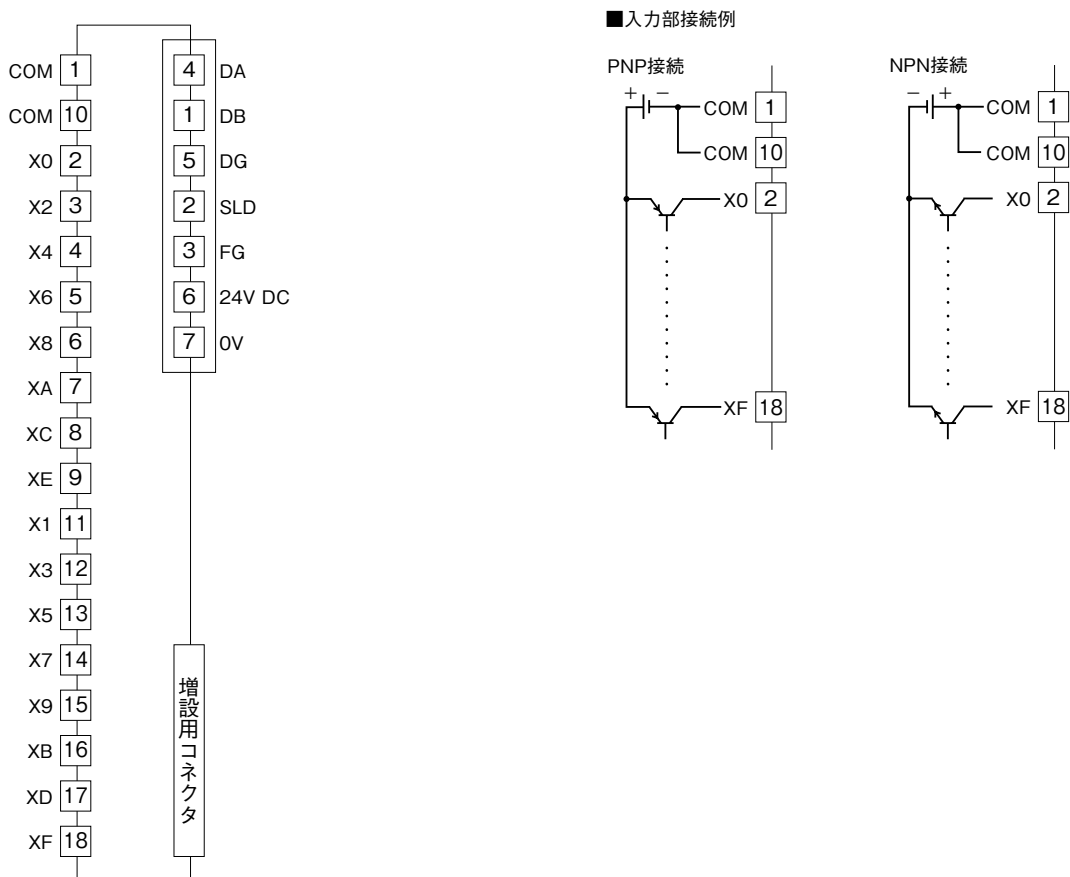 COM 1
COM 10
X0 2
X2 3
X4 4
X6 5
X8 6
XA 7
XC 8
XE 9
X1 11
X3 12
X5 13
X7 14
X9 15
XB 16
XD 17
XF 18
4 DA
1 DB
5 DG
2 SLD
3 FG
6 24V DC
7 0V
増設用コネクタ
■入力部接続例
PNP接続
+ −
COM 1
COM 10
X0 2
XF 18
NPN接続
− +
COM 1
COM 10
X0 2
XF 18